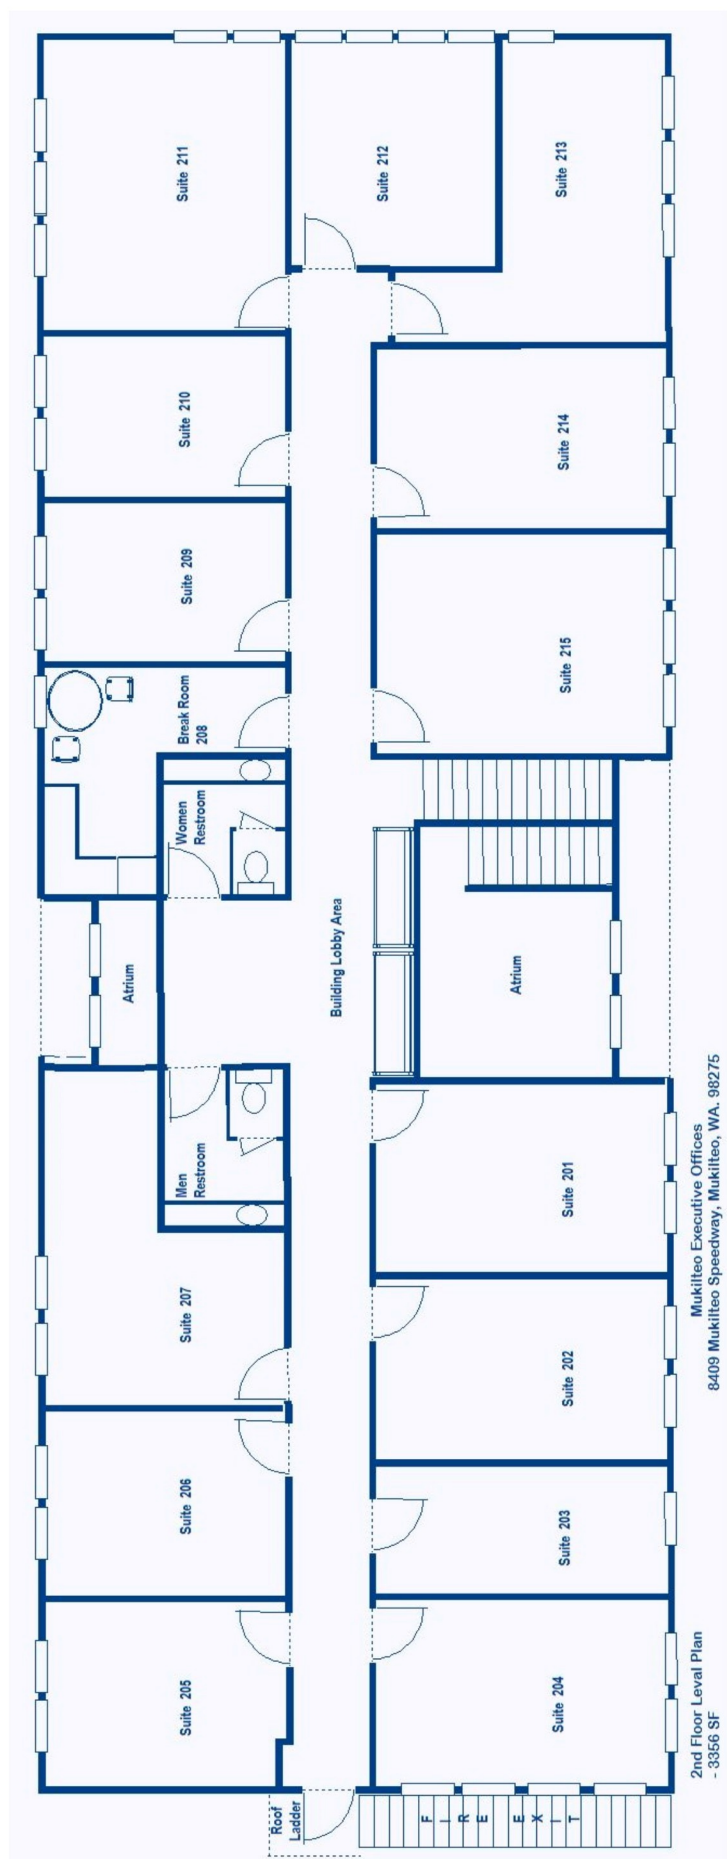 Suite 211
Suite 212
Suite 213
Suite 210
Suite 214
Suite 209
Suite 215
Break Room
208
Women
Restroom
Building Lobby Area
Atrium
Atrium
Men
Restroom
Suite 201
Suite 207
Suite 202
Suite 206
Suite 203
Suite 205
Suite 204
Roof
Ladder
FIRE EXIT
Mukilteo Executive Offices
8409 Mukilteo Speedway, Mukilteo, WA. 98275
2nd Floor Leval Plan
- 3356 SF